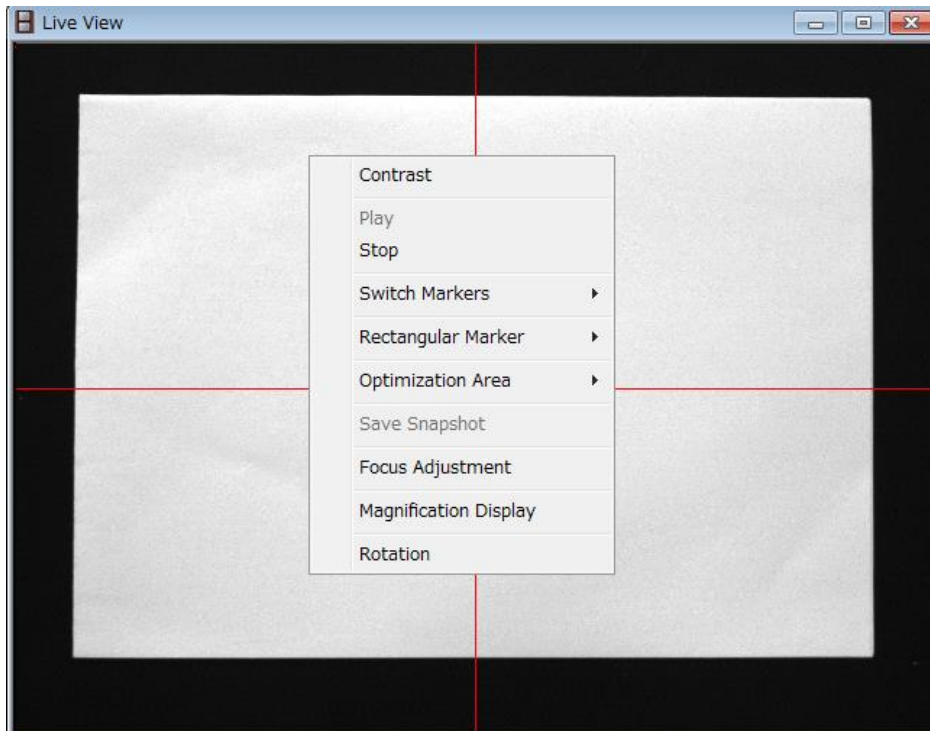 Live View
Contrast
Play
Stop
Switch Markers
Rectangular Marker
Optimization Area
Save Snapshot
Focus Adjustment
Magnification Display
Rotation